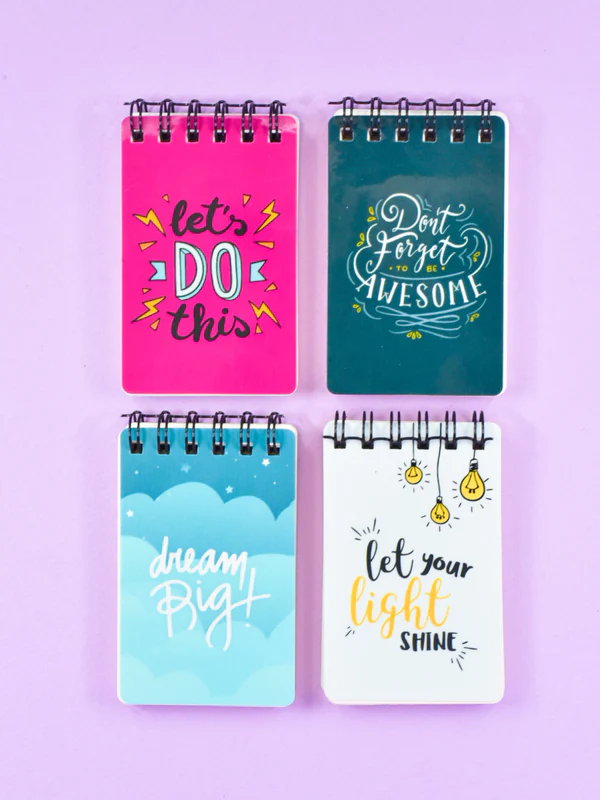 let's
DO
this
Don't
Forget
TO BE
AWESOME
dream
Big!
let your
light
SHINE